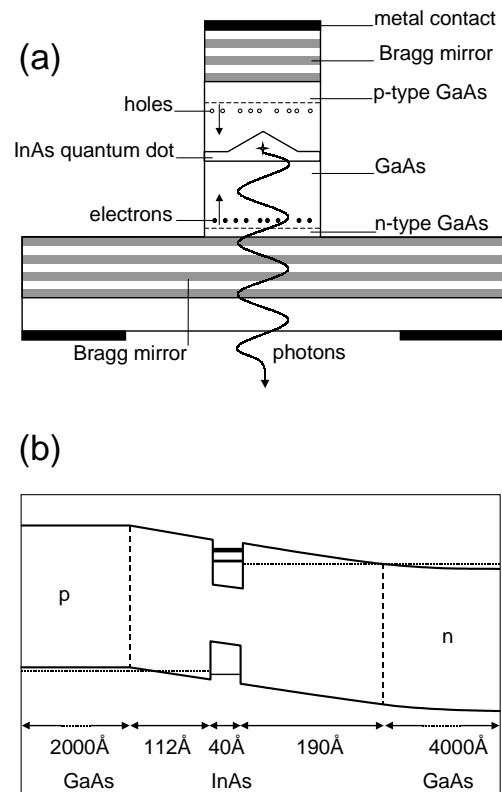 (a)
metal contact
Bragg mirror
p-type GaAs
holes
InAs quantum dot
GaAs
electrons
n-type GaAs
Bragg mirror
photons
(b)
p
n
2000Å 112Å 40Å 190Å 4000Å
GaAs InAs GaAs